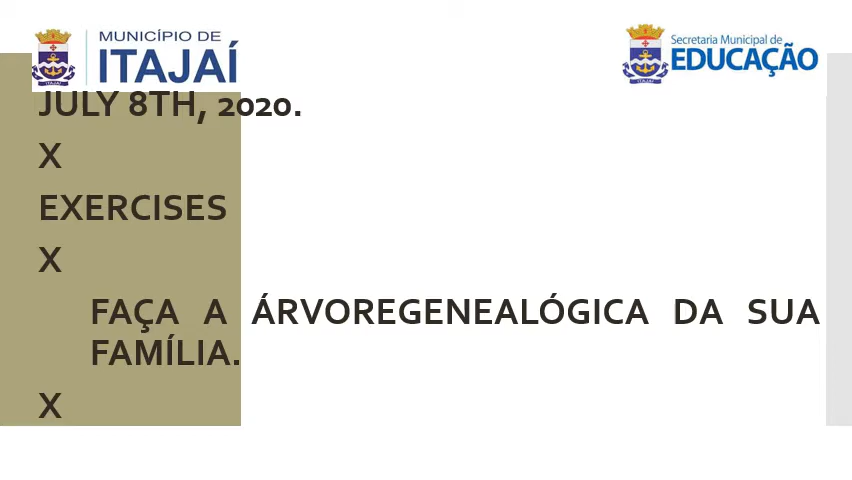 MUNICÍPIO DE
ITAJAÍ
Secretaria Municipal de
EDUCAÇÃO
JULY 8TH, 2020.
X
EXERCISES
X
FAÇA A ÁRVOREGENEALÓGICA DA SUA
FAMÍLIA.
X